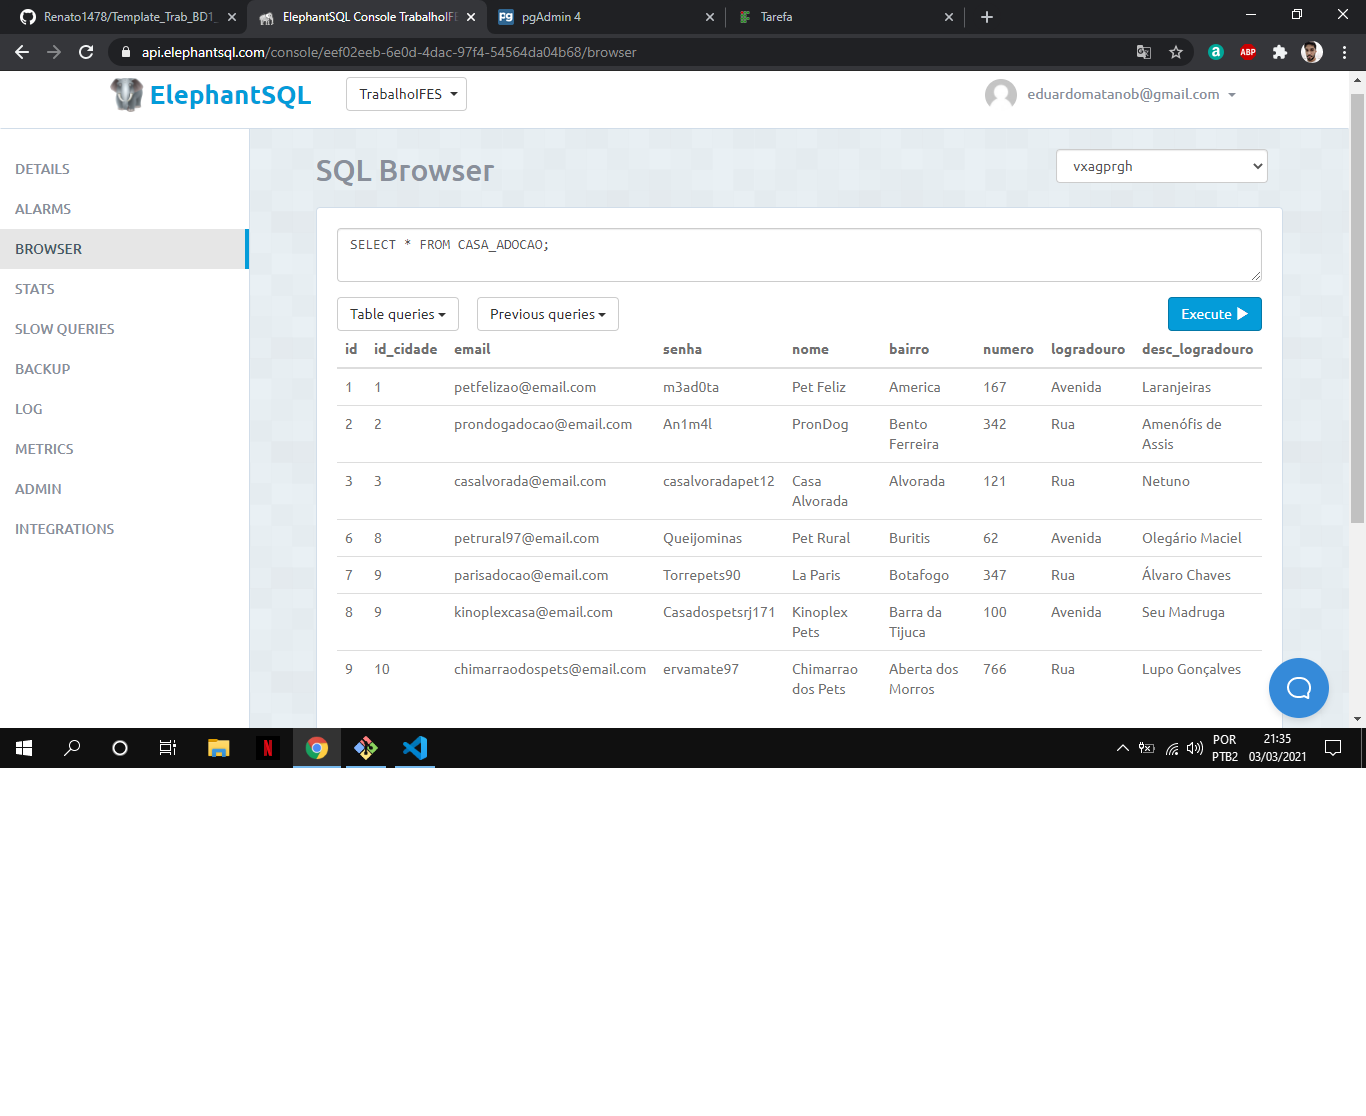 Renato1478/Template_Trab_BD1_
ElephantSQL Console TrabalhoIFE
pgAdmin 4
Tarefa
api.elephantsql.com/console/eef02eeb-6e0d-4dac-97f4-54564da04b68/browser
ElephantSQL
TrabalhoIFES
eduardomatanob@gmail.com
DETAILS
ALARMS
BROWSER
STATS
SLOW QUERIES
BACKUP
LOG
METRICS
ADMIN
INTEGRATIONS
SQL Browser
vxagprgh
SELECT * FROM CASA_ADOCAO;
Table queries
Previous queries
Execute
id id_cidade email senha nome bairro numero logradouro desc_logradouro
1 1 petfelizao@email.com m3ad0ta Pet Feliz America 167 Avenida Laranjeiras
2 2 prondogadocao@email.com An1m4l PronDog Bento 342 Rua Amenófis de
Ferreira Assis
3 3 casalvorada@email.com casalvoradapet12 Casa Alvorada 121 Rua Netuno
Alvorada
6 8 petrural97@email.com Queijominas Pet Rural Buritis 62 Avenida Olegário Maciel
7 9 parisadocao@email.com Torrepets90 La Paris Botafogo 347 Rua Álvaro Chaves
8 9 kinoplexcasa@email.com Casadospetsrj171 Kinoplex Barra da 100 Avenida Seu Madruga
Pets Tijuca
9 10 chimarraodospets@email.com ervamate97 Chimarrao Aberta dos 766 Rua Lupo Gonçalves
dos Pets Morros
POR
PTB2
21:35
03/03/2021
pg
a
ABP
N